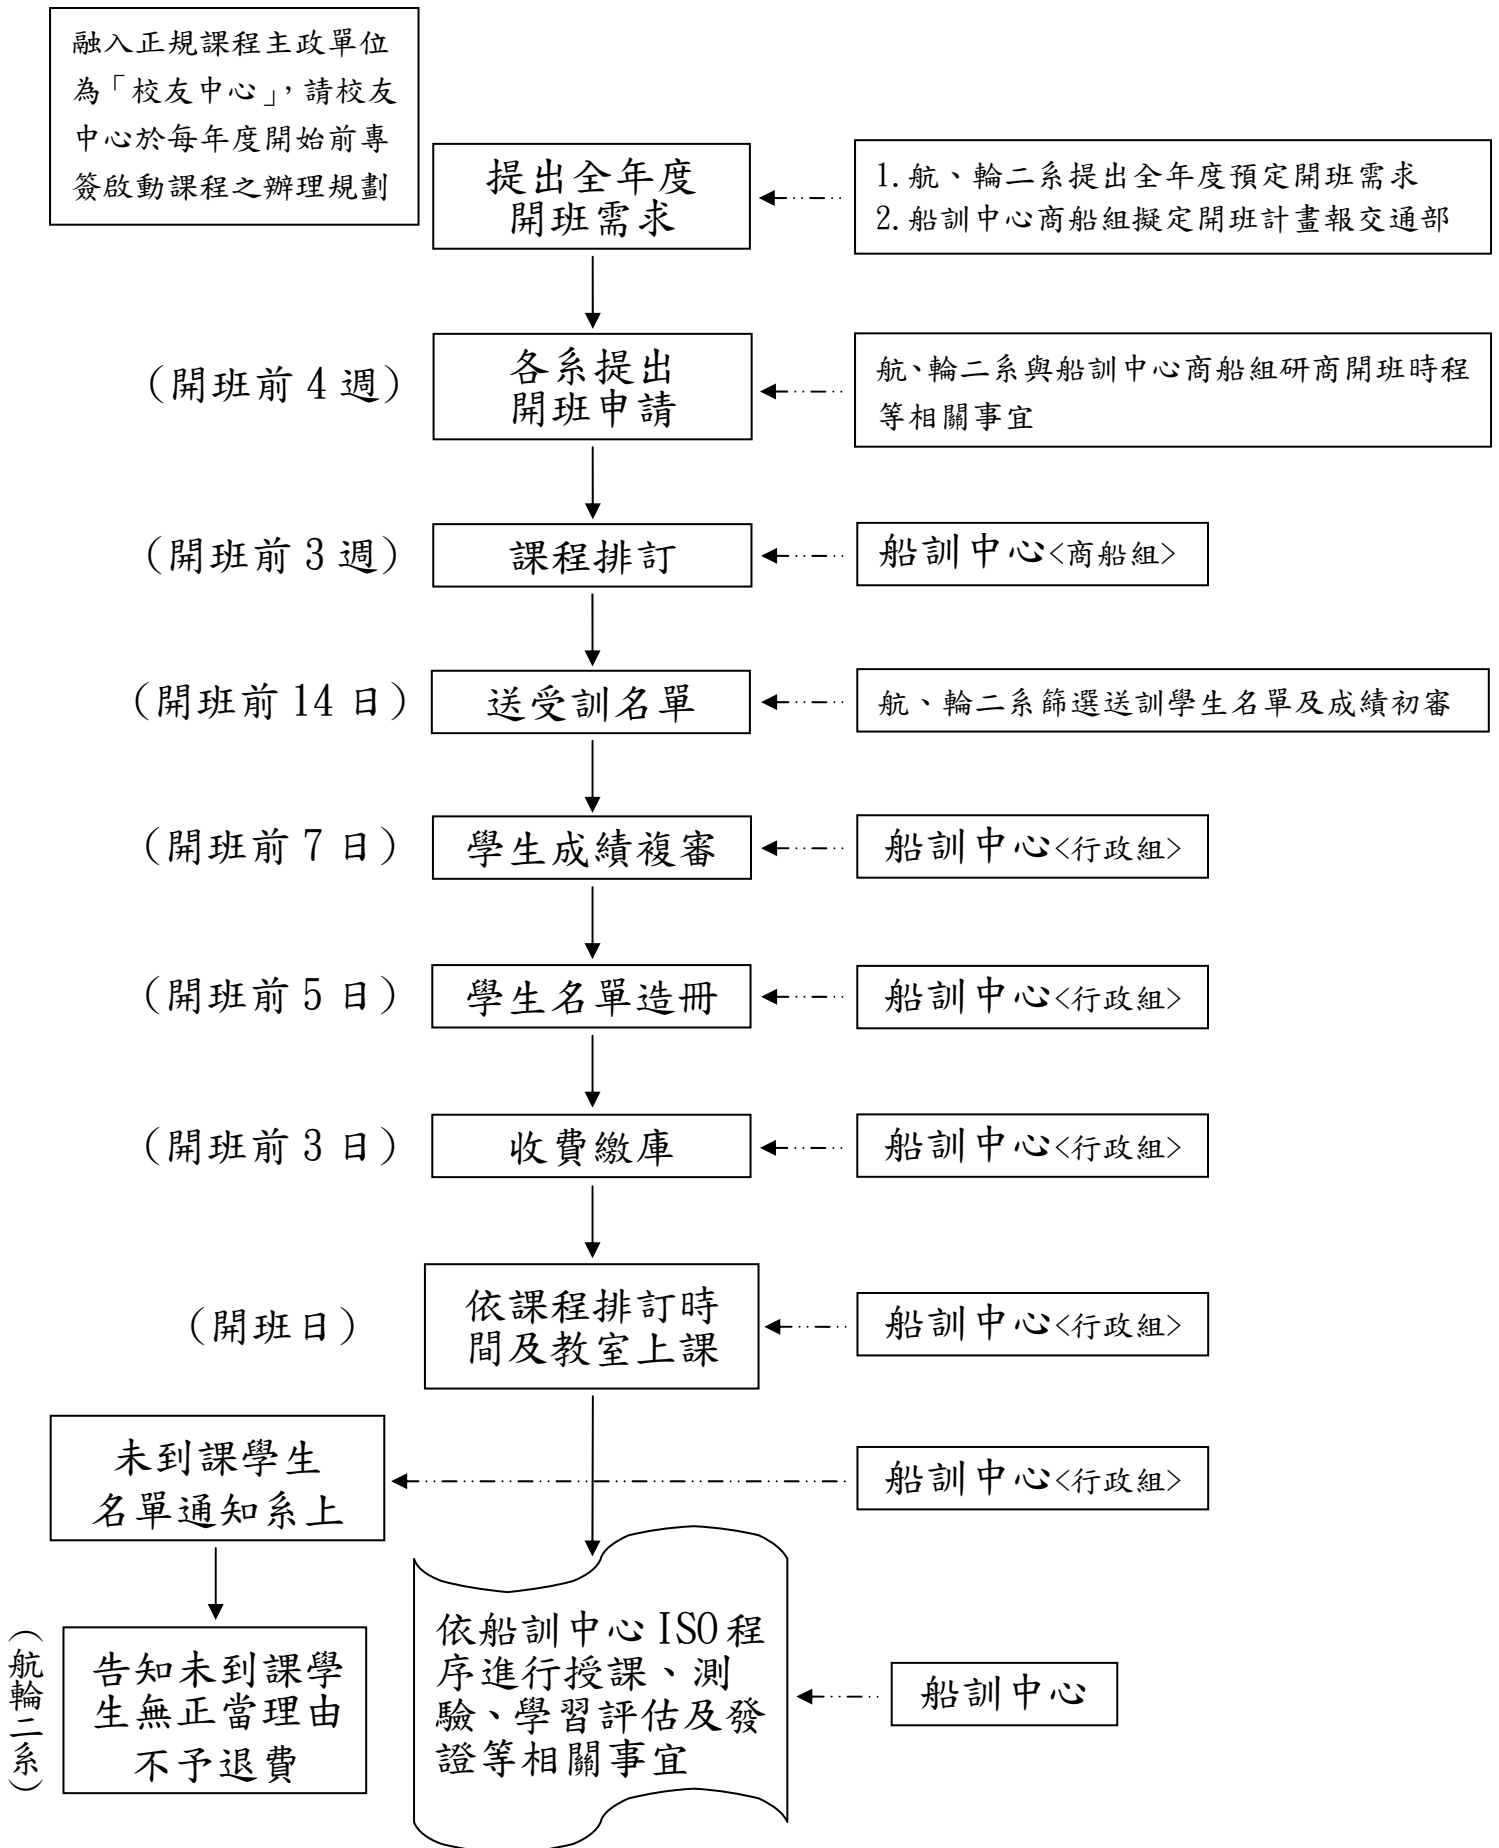 融入正規課程主政單位
為「校友中心」，請校友
中心於每年度開始前專
簽啟動課程之辦理規劃
提出全年度
開班需求
1.航、輪二系提出全年度預定開班需求
2.船訓中心商船組擬定開班計畫報交通部
（開班前 4 週）
各系提出
開班申請
航、輪二系與船訓中心商船組研商開班時程
等相關事宜
（開班前 3 週）
課程排訂
船訓中心<商船組>
（開班前 14 日）
送受訓名單
航、輪二系篩選送訓學生名單及成績初審
（開班前 7 日）
學生成績複審
船訓中心<行政組>
（開班前 5 日）
學生名單造冊
船訓中心<行政組>
（開班前 3 日）
收費繳庫
船訓中心<行政組>
（開班日）
依課程排訂時
間及教室上課
船訓中心<行政組>
未到課學生
名單通知系上
船訓中心<行政組>
（航輪二系）
告知未到課學
生無正當理由
不予退費
依船訓中心 ISO 程
序進行授課、測
驗、學習評估及發
證等相關事宜
船訓中心